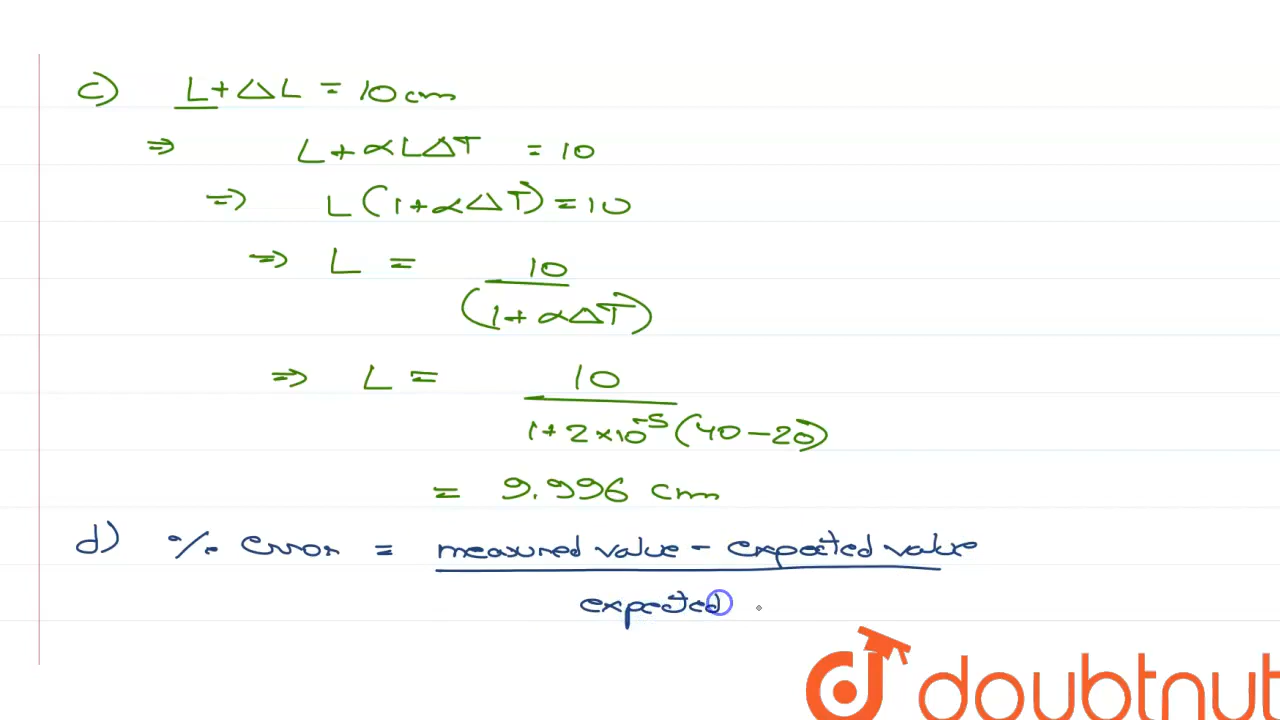 c) L + ΔL = 10 cm
⇒ L + αLΔT = 10
⇒ L (1 + αΔT) = 10
⇒ L = 10 / (1 + αΔT)
⇒ L = 10 / 1 + 2 × 10⁻⁵ (40 − 20)
= 9.996 cm
d) % error = measured value - expected value
expected
doubtnut